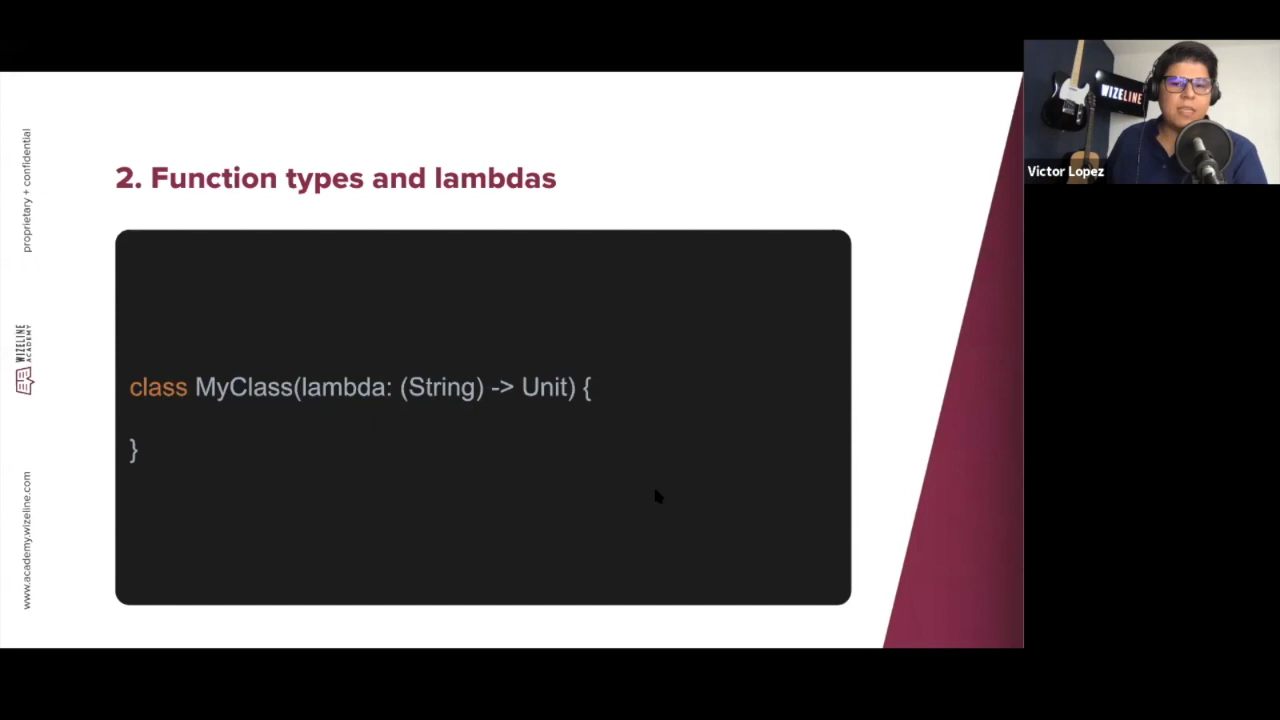 2. Function types and lambdas
class MyClass(lambda: (String) -> Unit) {
}
proprietary + confidential
WIZELINE
ACADEMY
www.academy.wizeline.com
WIZELINE
Victor Lopez